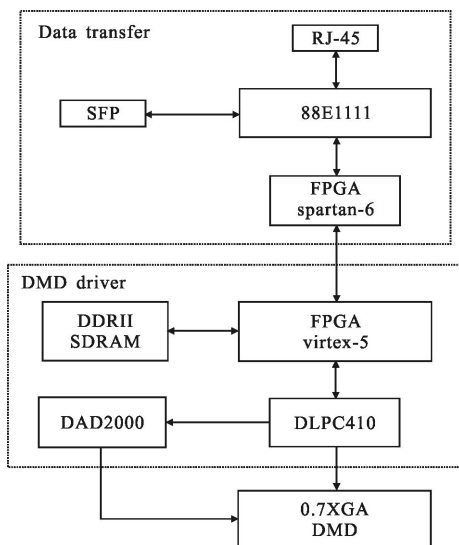 Data transfer
RJ-45
SFP
88E1111
FPGA
spartan-6
DMD driver
DDRII
SDRAM
FPGA
virtex-5
DAD2000
DLPC410
0.7XGA
DMD